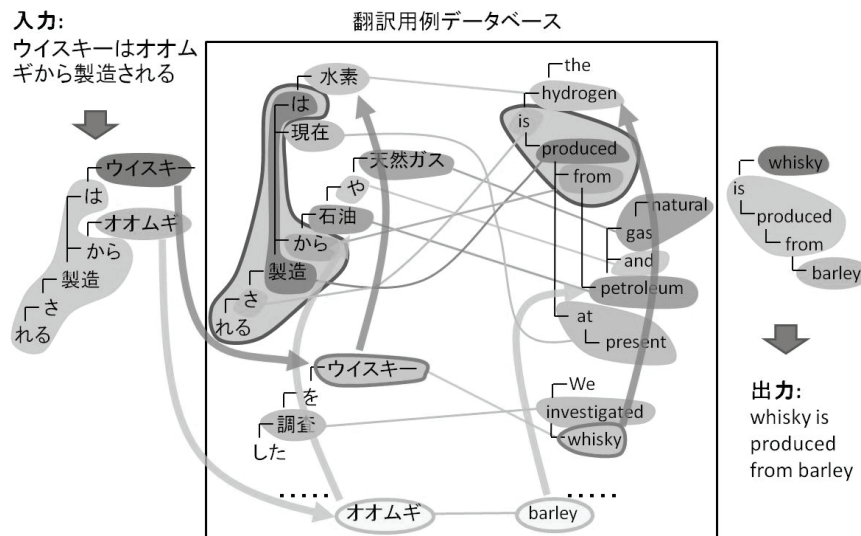 入力:
ウイスキーはオオム
ギから製造される
翻訳用例データベース
ウイスキー
は
オオムギ
から
製造
さ
れる
水素
は
現在
天然ガス
や
石油
から
製造
さ
れる
ウイスキー
を
調査
した
‥‥‥
オオムギ
the
hydrogen
is
produced
from
natural
gas
and
petroleum
at
present
We
investigated
whisky
‥‥‥
barley
whisky
is
produced
from
barley
出力:
whisky is
produced
from barley